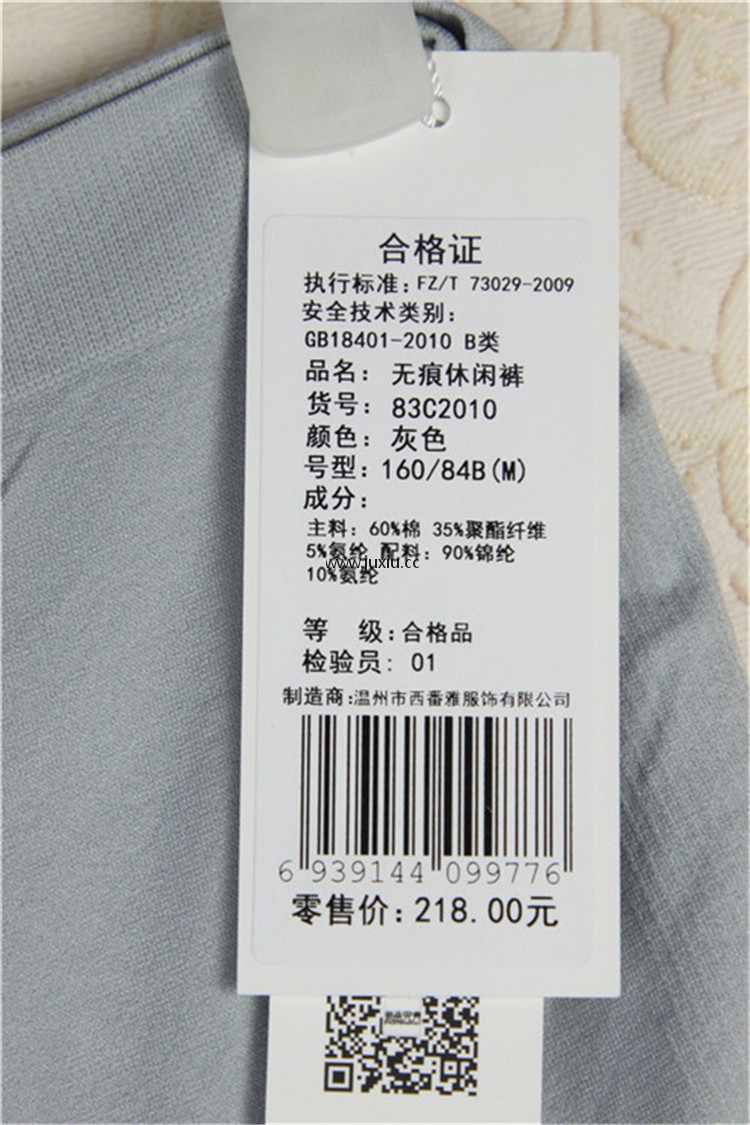 合格证
执行标准：FZ/T 73029-2009
安全技术类别：
GB18401-2010 B类
品名：无痕休闲裤
货号：83C2010
颜色：灰色
号型：160/84B(M)
成分：
主料：60%棉 35%聚酯纤维
5%氨纶 配料：90%锦纶
www.juxiu.cc
10%氨纶
等 级：合格品
检验员：01
制造商：温州市西番雅服饰有限公司
6 939144 099776
零售价：218.00元